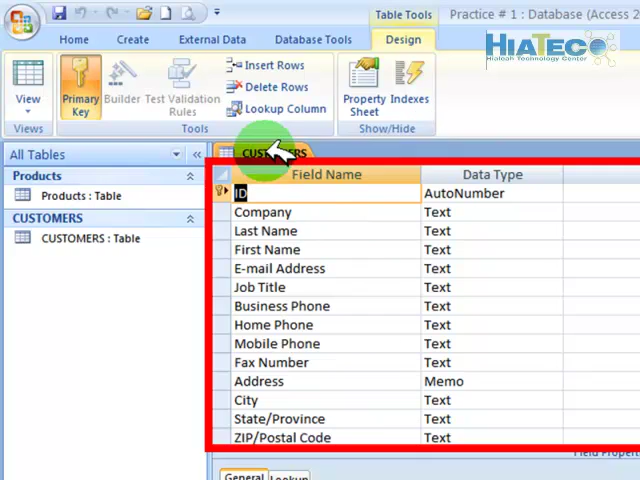 Table Tools
Practice # 1 : Database (Access 2
Home
Create
External Data
Database Tools
Design
HiATeCO
Hialeah Technology Center
View
Primary Key
Builder
Test Validation Rules
Insert Rows
Delete Rows
Lookup Column
Property Sheet
Indexes
Views
Tools
Show/Hide
All Tables
CUSTOMERS
Products
Products : Table
CUSTOMERS
CUSTOMERS : Table
Field Name Data Type
ID AutoNumber
Company Text
Last Name Text
First Name Text
E-mail Address Text
Job Title Text
Business Phone Text
Home Phone Text
Mobile Phone Text
Fax Number Text
Address Memo
City Text
State/Province Text
ZIP/Postal Code Text
Field Proper
General Lookup